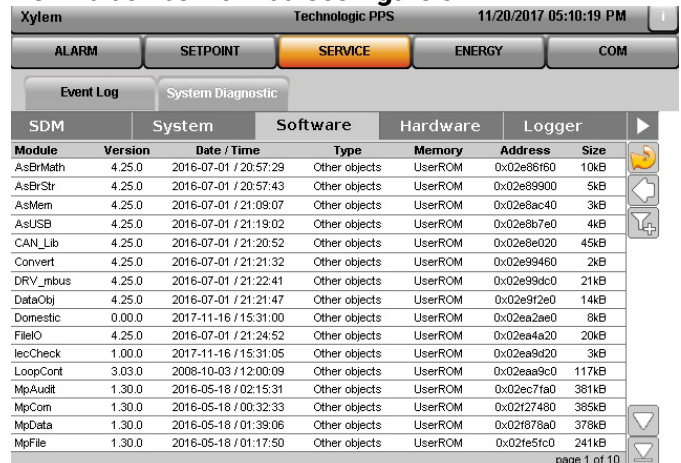 Xylem Technologic PPS 11/20/2017 05:10:19 PM i
ALARM SETPOINT SERVICE ENERGY COM
Event Log System Diagnostic
SDM System Software Hardware Logger
Module Version Date / Time Type Memory Address Size
AsBrMath 4.25.0 2016-07-01 / 20:57:29 Other objects UserROM 0x02e86f60 10kB
AsBrStr 4.25.0 2016-07-01 / 20:57:43 Other objects UserROM 0x02e89900 5kB
AsMem 4.25.0 2016-07-01 / 21:09:07 Other objects UserROM 0x02e8ac40 3kB
AsUSB 4.25.0 2016-07-01 / 21:19:02 Other objects UserROM 0x02e8b7e0 4kB
CAN_Lib 4.25.0 2016-07-01 / 21:20:52 Other objects UserROM 0x02e8e020 45kB
Convert 4.25.0 2016-07-01 / 21:21:32 Other objects UserROM 0x02e99460 2kB
DRV_mbus 4.25.0 2016-07-01 / 21:22:41 Other objects UserROM 0x02e99dc0 21kB
DataObj 4.25.0 2016-07-01 / 21:21:47 Other objects UserROM 0x02e9f2e0 14kB
Domestic 0.00.0 2017-11-16 / 15:31:00 Other objects UserROM 0x02ea2ae0 8kB
FileIO 4.25.0 2016-07-01 / 21:24:52 Other objects UserROM 0x02ea4a20 20kB
IecCheck 1.00.0 2017-11-16 / 15:31:05 Other objects UserROM 0x02ea9d20 3kB
LoopCont 3.03.0 2008-10-03 / 12:00:09 Other objects UserROM 0x02eaa9c0 117kB
MpAudit 1.30.0 2016-05-18 / 02:15:31 Other objects UserROM 0x02ec7fa0 381kB
MpCom 1.30.0 2016-05-18 / 00:32:33 Other objects UserROM 0x02f27480 385kB
MpData 1.30.0 2016-05-18 / 01:39:06 Other objects UserROM 0x02f878a0 378kB
MpFile 1.30.0 2016-05-18 / 01:17:50 Other objects UserROM 0x02fe5fc0 241kB
page 1 of 10